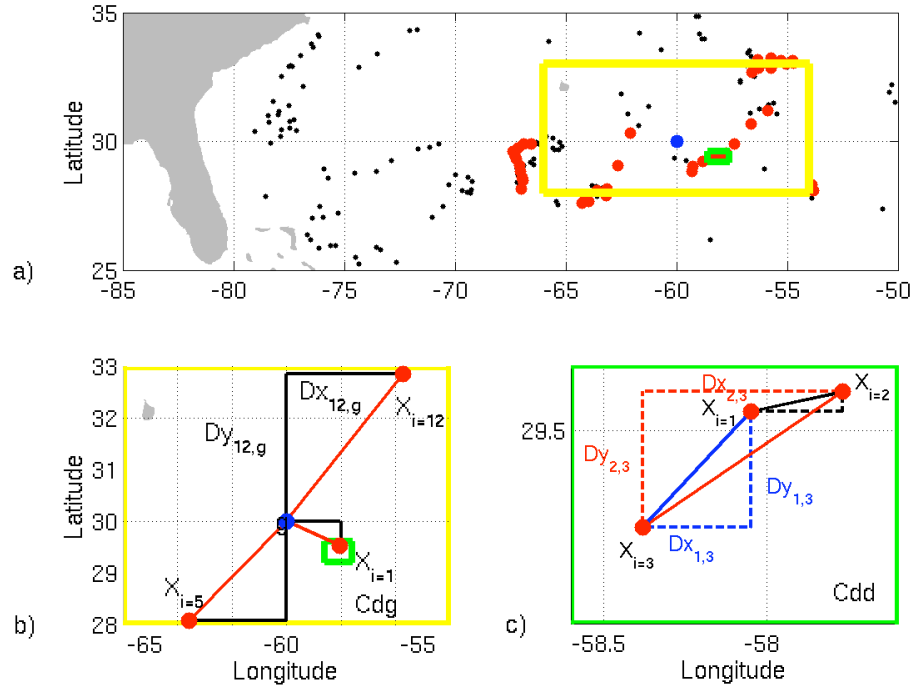 35
30
25
Latitude
a)
-85 -80 -75 -70 -65 -60 -55 -50
33
32
31
30
29
28
Latitude
b)
Dx12,g
Dy12,g
Xi=12
g
Xi=1
Xi=5
Cdg
-65 -60 -55
Longitude
29.5
c)
Dx2,3
Xi=2
Xi=1
Dy2,3
Dy1,3
Dx1,3
Xi=3
Cdd
-58.5 -58
Longitude